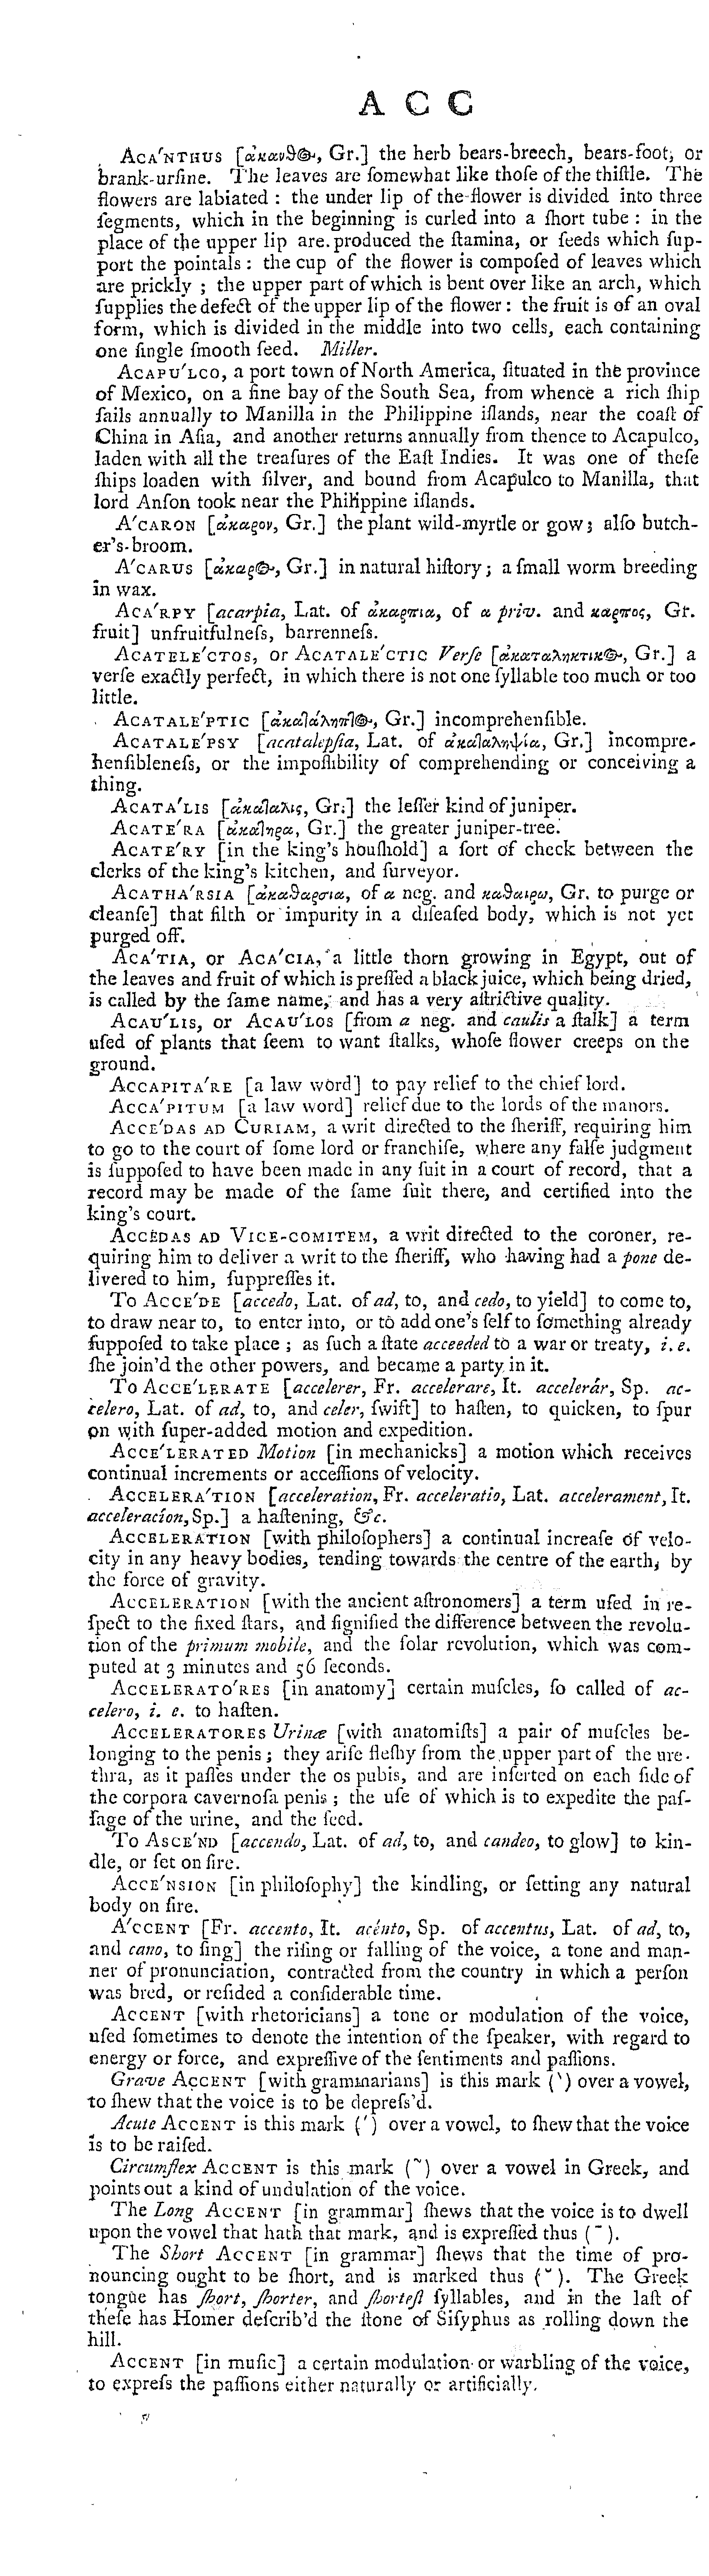 A C C
ACA′NTHUS [ἀκανϑ〾, Gr.] the herb bears-breech, bears-foot, or
brank-urſine. The leaves are ſomewhat like thoſe of the thiſtle. The
flowers are labiated : the under lip of the flower is divided into three
ſegments, which in the beginning is curled into a ſhort tube : in the
place of the upper lip are produced the ſtamina, or ſeeds which ſup-
port the pointals : the cup of the flower is compoſed of leaves which
are prickly ; the upper part of which is bent over like an arch, which
ſupplies the defect of the upper lip of the flower : the fruit is of an oval
form, which is divided in the middle into two cells, each containing
one ſingle ſmooth ſeed. Miller.
ACAPU′LCO, a port town of North America, ſituated in the province
of Mexico, on a fine bay of the South Sea, from whence a rich ſhip
ſails annually to Manilla in the Philippine iſlands, near the coaſt of
China in Aſia, and another returns annually from thence to Acapulco,
laden with all the treaſures of the Eaſt Indies. It was one of theſe
ſhips loaden with ſilver, and bound from Acapulco to Manilla, that
lord Anſon took near the Philippine iſlands.
A′CARON [ἀκαρον, Gr.] the plant wild-myrtle or gow; alſo butch-
er's-broom.
A′CARUS [ἀκαρος, Gr.] in natural hiſtory; a ſmall worm breeding
in wax.
ACA′RPY [acarpia, Lat. of ἀκαρπια, of α priv. and καρπος, Gr.
fruit] unfruitfulneſs, barrenneſs.
ACATELE′CTOS, or ACATALE′CTIC Verſe [ἀκαταληκτικος, Gr.] a
verſe exactly perfect, in which there is not one ſyllable too much or too
little.
ACATALE′PTIC [ἀκαταλήπτος, Gr.] incomprehenſible.
ACATALE′PSY [acatalepſia, Lat. of ἀκαταληψία, Gr.] incompre-
henſibleneſs, or the impoſſibility of comprehending or conceiving a
thing.
ACATA′LIS [ἀκαταλις, Gr.] the leſſer kind of juniper.
ACATE′RA [ἀκατηρα, Gr.] the greater juniper-tree.
ACATE′RY [in the king's houſhold] a ſort of check between the
clerks of the king's kitchen, and ſurveyor.
ACATHA′RSIA [ἀκαθαρσια, of α neg. and καθαιρω, Gr. to purge or
cleanſe] that filth or impurity in a diſeaſed body, which is not yet
purged off.
ACA′TIA, or ACA′CIA, a little thorn growing in Egypt, out of
the leaves and fruit of which is preſſed a black juice, which being dried,
is called by the ſame name, and has a very aſtrictive quality.
ACAU′LIS, or ACAU′LOS [from a neg. and caulis a ſtalk] a term
uſed of plants that ſeem to want ſtalks, whoſe flower creeps on the
ground.
ACCAPITA′RE [a law word] to pay relief to the chief lord.
ACCA′PITUM [a law word] relief due to the lords of the manors.
ACCE′DAS AD CURIAM, a writ directed to the ſheriff, requiring him
to go to the court of ſome lord or franchiſe, where any falſe judgment
is ſuppoſed to have been made in any ſuit in a court of record, that a
record may be made of the ſame ſuit there, and certified into the
king's court.
ACCEDAS AD VICE-COMITEM, a writ directed to the coroner, re-
quiring him to deliver a writ to the ſheriff, who having had a pone de-
livered to him, ſuppreſſes it.
To ACCE′DE [accedo, Lat. of ad, to, and cedo, to yield] to come to,
to draw near to, to enter into, or to add one's ſelf to ſomething already
ſuppoſed to take place ; as ſuch a ſtate acceeded to a war or treaty, i. e.
ſhe join'd the other powers, and became a party in it.
To ACCE′LERATE [accelerer, Fr. accelerare, It. accelerár, Sp. ac-
celero, Lat. of ad, to, and celer, ſwift] to haſten, to quicken, to ſpur
on with ſuper-added motion and expedition.
ACCE′LERATED Motion [in mechanicks] a motion which receives
continual increments or acceſſions of velocity.
ACCELERA′TION [acceleration, Fr. acceleratio, Lat. accelerament, It.
acceleracíon, Sp.] a haſtening, &c.
ACCELERATION [with philoſophers] a continual increaſe of velo-
city in any heavy bodies, tending towards the centre of the earth, by
the force of gravity.
ACCELERATION [with the ancient aſtronomers] a term uſed in re-
ſpect to the fixed ſtars, and ſignified the difference between the revolu-
tion of the primum mobile, and the ſolar revolution, which was com-
puted at 3 minutes and 56 ſeconds.
ACCELERATO′RES [in anatomy] certain muſcles, ſo called of ac-
celero, i. e. to haſten.
ACCELERATORES Urinæ [with anatomiſts] a pair of muſcles be-
longing to the penis ; they ariſe fleſhy from the upper part of the ure-
thra, as it paſſes under the os pubis, and are inſerted on each ſide of
the corpora cavernoſa penis ; the uſe of which is to expedite the paſ-
ſage of the urine, and the ſeed.
To ASCE′ND [accendo, Lat. of ad, to, and candeo, to glow] to kin-
dle, or ſet on fire.
ACCE′NSION [in philoſophy] the kindling, or ſetting any natural
body on fire.
A′CCENT [Fr. accento, It. acénto, Sp. of accentus, Lat. of ad, to,
and cano, to ſing] the riſing or falling of the voice, a tone and man-
ner of pronunciation, contracted from the country in which a perſon
was bred, or reſided a conſiderable time.
ACCENT [with rhetoricians] a tone or modulation of the voice,
uſed ſometimes to denote the intention of the ſpeaker, with regard to
energy or force, and expreſſive of the ſentiments and paſſions.
Grave ACCENT [with grammarians] is this mark (`) over a vowel,
to ſhew that the voice is to be depreſs'd.
Acute ACCENT is this mark (′) over a vowel, to ſhew that the voice
is to be raiſed.
Circumflex ACCENT is this mark (~) over a vowel in Greek, and
points out a kind of undulation of the voice.
The Long ACCENT [in grammar] ſhews that the voice is to dwell
upon the vowel that hath that mark, and is expreſſed thus (¯).
The Short ACCENT [in grammar] ſhews that the time of pro-
nouncing ought to be ſhort, and is marked thus (˘). The Greek
tongue has ſhort, ſhorter, and ſhorteſt ſyllables, and in the laſt of
theſe has Homer deſcrib'd the ſtone of Siſyphus as rolling down the
hill.
ACCENT [in muſic] a certain modulation or warbling of the voice,
to expreſs the paſſions either naturally or artificially.